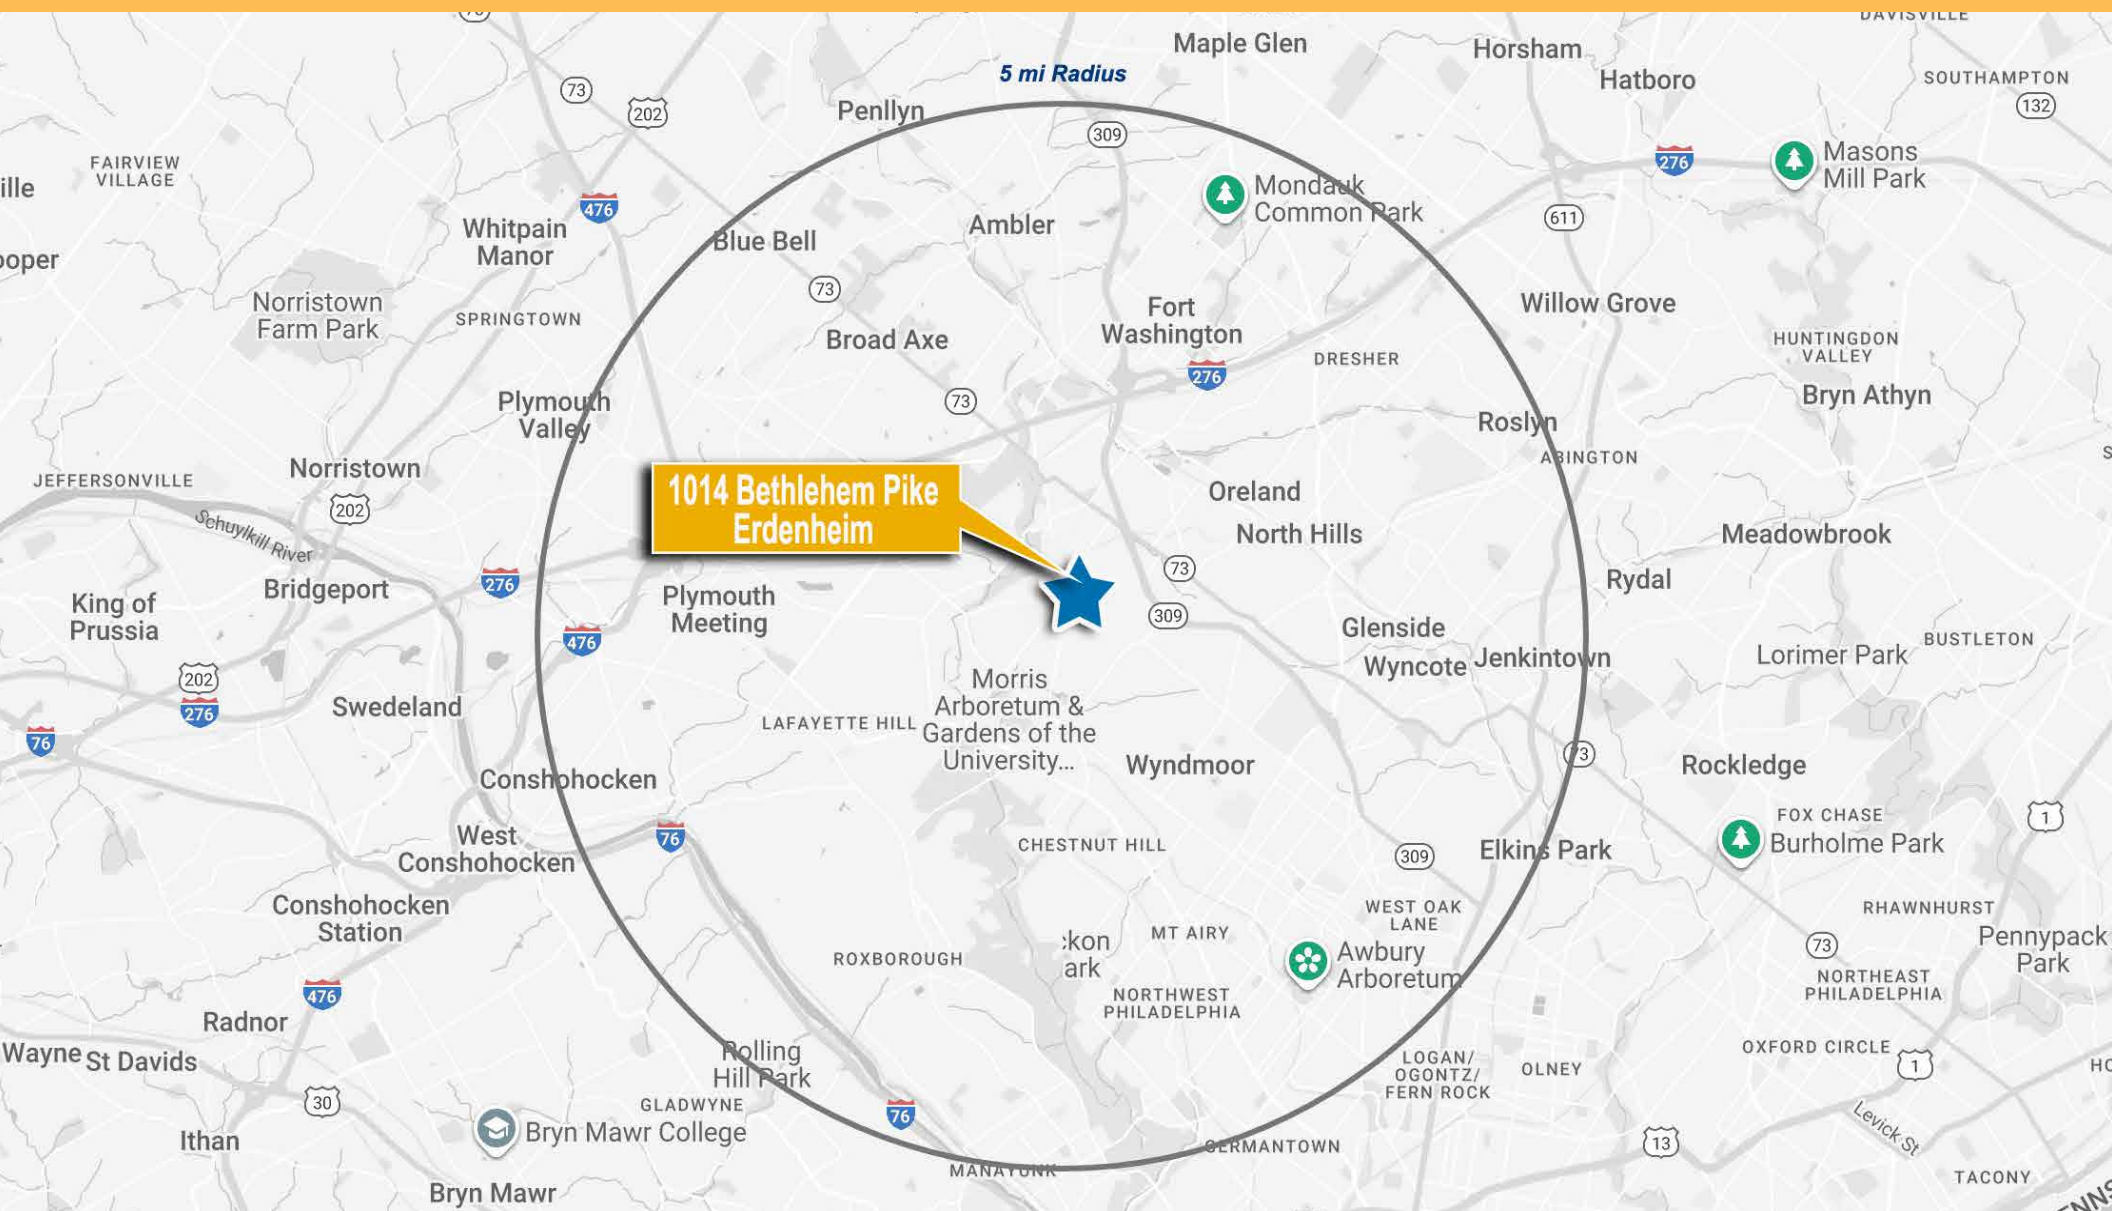 DAVISVILLE
Maple Glen
Horsham
5 mi Radius
Hatboro
SOUTHAMPTON
73
202
132
Penllyn
309
FAIRVIEW
VILLAGE
276
Masons
Mill Park
ille
476
Mondauk
Common Park
611
Whitpain
Manor
Blue Bell
Ambler
ooper
73
Norristown
Farm Park
SPRINGTOWN
Fort
Washington
Willow Grove
Broad Axe
HUNTINGDON
VALLEY
DRESHER
276
Bryn Athyn
Plymouth
Valley
73
Roslyn
ABINGTON
JEFFERSONVILLE
Norristown
202
1014 Bethlehem Pike
Erdenheim
Oreland
North Hills
Meadowbrook
Schuylkill River
73
Rydal
Bridgeport
276
King of
Prussia
Plymouth
Meeting
309
476
Glenside
Wyncote
Jenkintown
Lorimer Park
BUSTLETON
202
276
Swedeland
Morris
Arboretum &
Gardens of the
University...
LAFAYETTE HILL
76
Wyndmoor
73
Rockledge
Conshohocken
FOX CHASE
Burholme Park
1
West
Conshohocken
76
CHESTNUT HILL
309
Elkins Park
Conshohocken
Station
WEST OAK
LANE
RHAWNHURST
Pennypack
Park
MT AIRY
kon
ark
Awbury
Arboretum
73
ROXBOROUGH
NORTHEAST
PHILADELPHIA
476
NORTHWEST
PHILADELPHIA
Radnor
Wayne
St Davids
Rolling
Hill Park
LOGAN/
OGONTZ/
FERN ROCK
OLNEY
OXFORD CIRCLE
1
30
GLADWYNE
76
Levick St
Ithan
Bryn Mawr College
GERMANTOWN
13
MANAYUNK
Bryn Mawr
TACONY